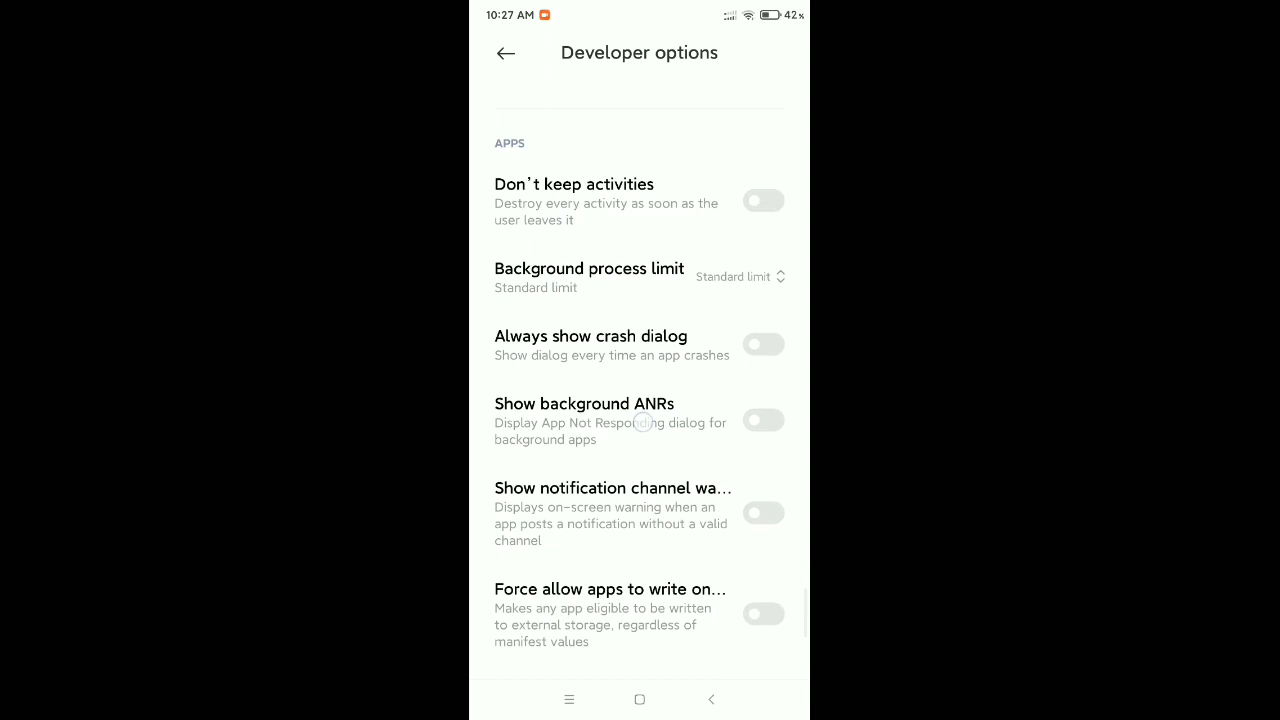 10:27 AM 42%
Developer options
APPS
Don't keep activities
Destroy every activity as soon as the
user leaves it
Background process limit
Standard limit
Standard limit
Always show crash dialog
Show dialog every time an app crashes
Show background ANRs
Display App Not Responding dialog for
background apps
Show notification channel wa...
Displays on-screen warning when an
app posts a notification without a valid
channel
Force allow apps to write on...
Makes any app eligible to be written
to external storage, regardless of
manifest values